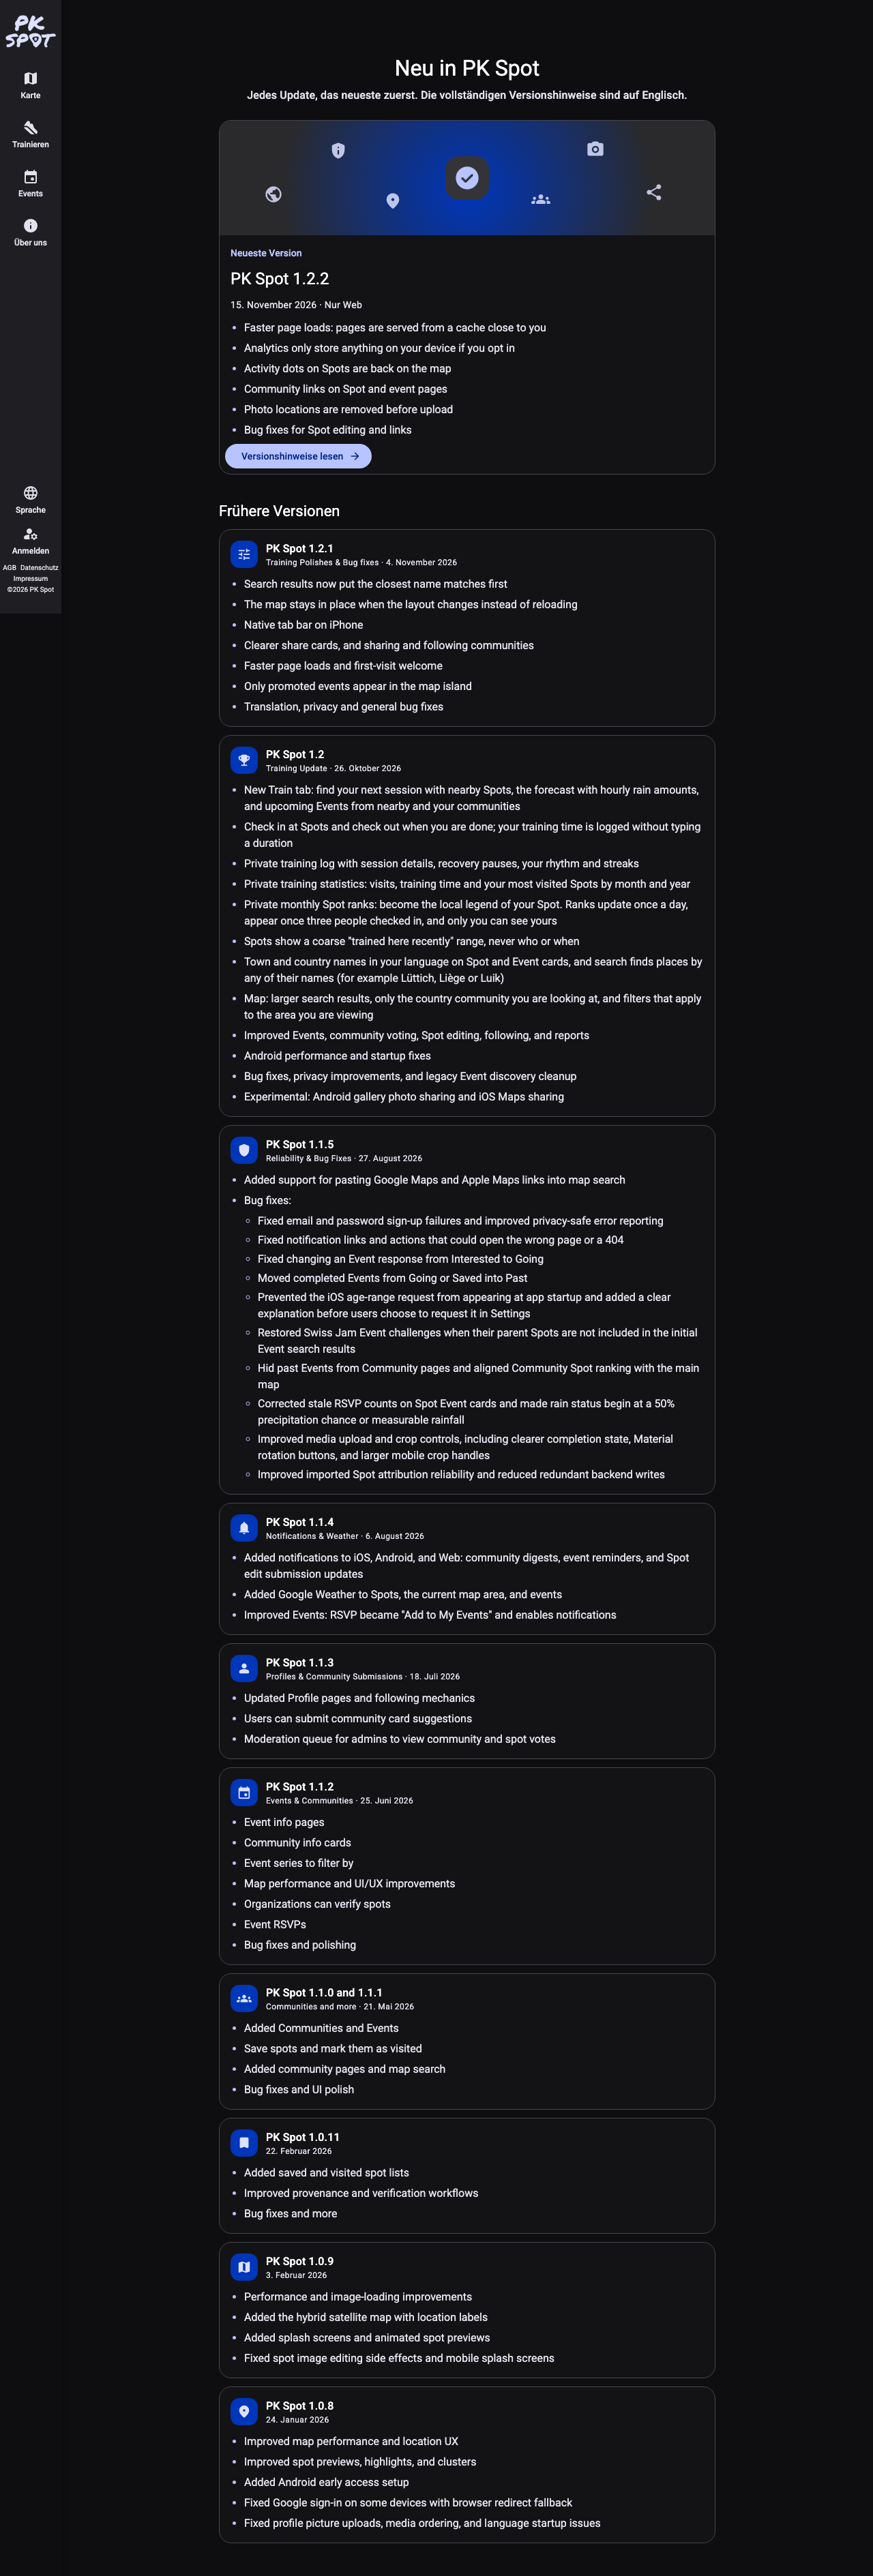 PK SPOT
Karte
Trainieren
Events
Über uns
Sprache
Anmelden
AGB Datenschutz
Impressum
©2026 PK Spot
Neu in PK Spot
Jedes Update, das neueste zuerst. Die vollständigen Versionshinweise sind auf Englisch.
Neueste Version
PK Spot 1.2.2
15. November 2026 · Nur Web
Faster page loads: pages are served from a cache close to you
Analytics only store anything on your device if you opt in
Activity dots on Spots are back on the map
Community links on Spot and event pages
Photo locations are removed before upload
Bug fixes for Spot editing and links
Versionshinweise lesen
Frühere Versionen
PK Spot 1.2.1
Training Polishes & Bug fixes · 4. November 2026
Search results now put the closest name matches first
The map stays in place when the layout changes instead of reloading
Native tab bar on iPhone
Clearer share cards, and sharing and following communities
Faster page loads and first-visit welcome
Only promoted events appear in the map island
Translation, privacy and general bug fixes
PK Spot 1.2
Training Update · 26. Oktober 2026
New Train tab: find your next session with nearby Spots, the forecast with hourly rain amounts,
and upcoming Events from nearby and your communities
Check in at Spots and check out when you are done; your training time is logged without typing
a duration
Private training log with session details, recovery pauses, your rhythm and streaks
Private training statistics: visits, training time and your most visited Spots by month and year
Private monthly Spot ranks: become the local legend of your Spot. Ranks update once a day,
appear once three people checked in, and only you can see yours
Spots show a coarse "trained here recently" range, never who or when
Town and country names in your language on Spot and Event cards, and search finds places by
any of their names (for example Lüttich, Liège or Luik)
Map: larger search results, only the country community you are looking at, and filters that apply
to the area you are viewing
Improved Events, community voting, Spot editing, following, and reports
Android performance and startup fixes
Bug fixes, privacy improvements, and legacy Event discovery cleanup
Experimental: Android gallery photo sharing and iOS Maps sharing
PK Spot 1.1.5
Reliability & Bug Fixes · 27. August 2026
Added support for pasting Google Maps and Apple Maps links into map search
Bug fixes:
Fixed email and password sign-up failures and improved privacy-safe error reporting
Fixed notification links and actions that could open the wrong page or a 404
Fixed changing an Event response from Interested to Going
Moved completed Events from Going or Saved into Past
Prevented the iOS age-range request from appearing at app startup and added a clear
explanation before users choose to request it in Settings
Restored Swiss Jam Event challenges when their parent Spots are not included in the initial
Event search results
Hid past Events from Community pages and aligned Community Spot ranking with the main
map
Corrected stale RSVP counts on Spot Event cards and made rain status begin at a 50%
precipitation chance or measurable rainfall
Improved media upload and crop controls, including clearer completion state, Material
rotation buttons, and larger mobile crop handles
Improved imported Spot attribution reliability and reduced redundant backend writes
PK Spot 1.1.4
Notifications & Weather · 6. August 2026
Added notifications to iOS, Android, and Web: community digests, event reminders, and Spot
edit submission updates
Added Google Weather to Spots, the current map area, and events
Improved Events: RSVP became "Add to My Events" and enables notifications
PK Spot 1.1.3
Profiles & Community Submissions · 18. Juli 2026
Updated Profile pages and following mechanics
Users can submit community card suggestions
Moderation queue for admins to view community and spot votes
PK Spot 1.1.2
Events & Communities · 25. Juni 2026
Event info pages
Community info cards
Event series to filter by
Map performance and UI/UX improvements
Organizations can verify spots
Event RSVPs
Bug fixes and polishing
PK Spot 1.1.0 and 1.1.1
Communities and more · 21. Mai 2026
Added Communities and Events
Save spots and mark them as visited
Added community pages and map search
Bug fixes and UI polish
PK Spot 1.0.11
22. Februar 2026
Added saved and visited spot lists
Improved provenance and verification workflows
Bug fixes and more
PK Spot 1.0.9
3. Februar 2026
Performance and image-loading improvements
Added the hybrid satellite map with location labels
Added splash screens and animated spot previews
Fixed spot image editing side effects and mobile splash screens
PK Spot 1.0.8
24. Januar 2026
Improved map performance and location UX
Improved spot previews, highlights, and clusters
Added Android early access setup
Fixed Google sign-in on some devices with browser redirect fallback
Fixed profile picture uploads, media ordering, and language startup issues